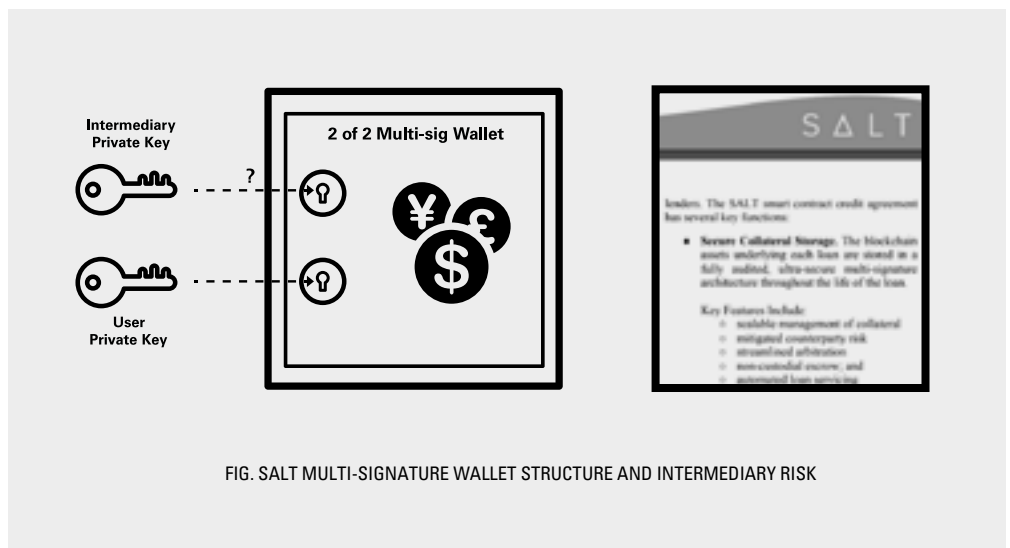 Intermediary
Private Key
?
2 of 2 Multi-sig Wallet
¥
£
$
User
Private Key
SALT
lenders. The SALT smart contract credit agreement
has several key functions:
■ Secure Collateral Storage. The blockchain
assets underlying each loan are stored in a
fully audited, ultra-secure multi-signature
architecture throughout the life of the loan.
Key Features Include:
○ scalable management of collateral
○ mitigated counterparty risk
○ streamlined arbitration
○ non-custodial escrow; and
○ automated loan servicing
FIG. SALT MULTI-SIGNATURE WALLET STRUCTURE AND INTERMEDIARY RISK